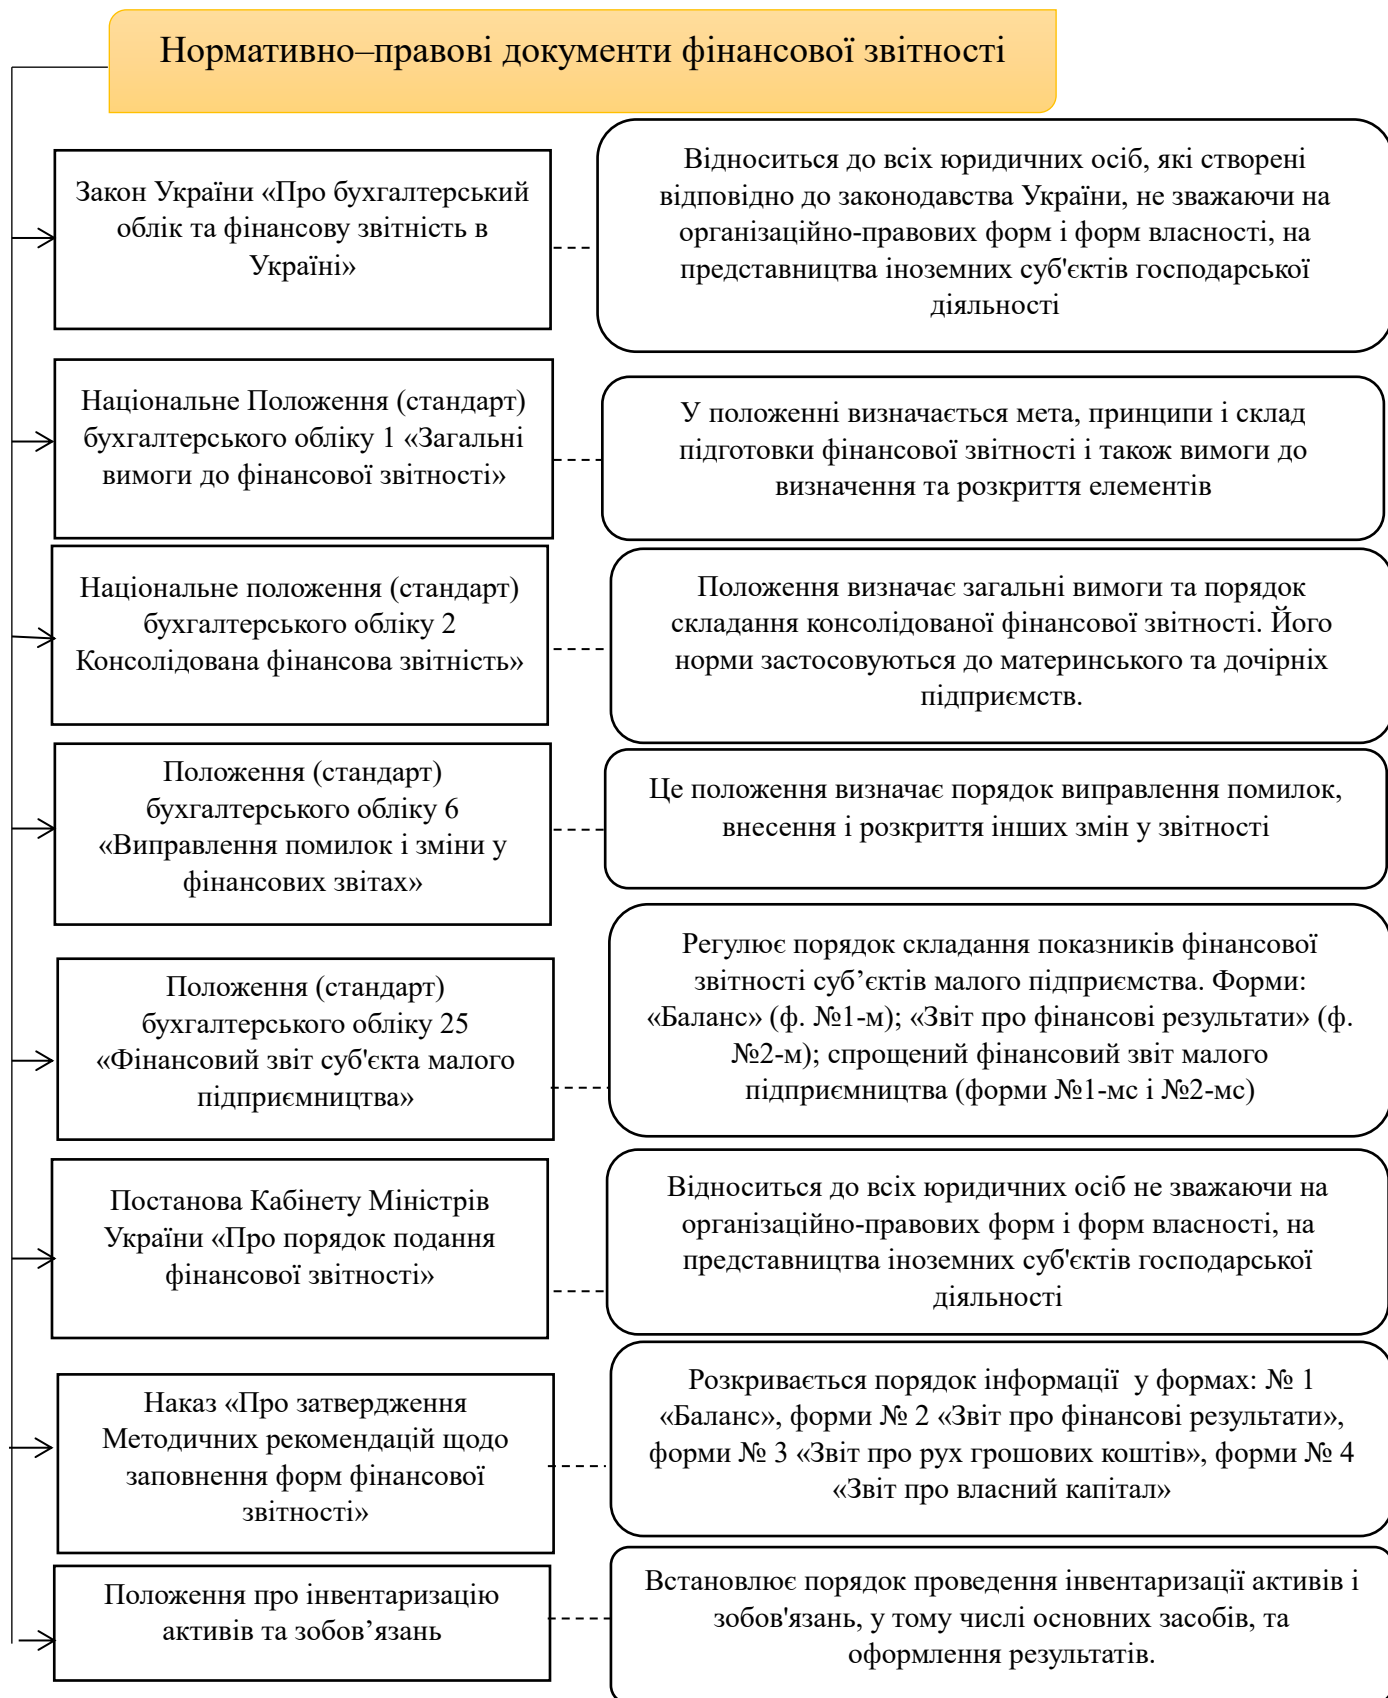 Нормативно–правові документи фінансової звітності
Закон України «Про бухгалтерський
облік та фінансову звітність в
Україні»
Відноситься до всіх юридичних осіб, які створені
відповідно до законодавства України, не зважаючи на
організаційно-правових форм і форм власності, на
представництва іноземних суб'єктів господарської
діяльності
Національне Положення (стандарт)
бухгалтерського обліку 1 «Загальні
вимоги до фінансової звітності»
У положенні визначається мета, принципи і склад
підготовки фінансової звітності і також вимоги до
визначення та розкриття елементів
Національне положення (стандарт)
бухгалтерського обліку 2
Консолідована фінансова звітність»
Положення визначає загальні вимоги та порядок
складання консолідованої фінансової звітності. Його
норми застосовуються до материнського та дочірніх
підприємств.
Положення (стандарт)
бухгалтерського обліку 6
«Виправлення помилок і зміни у
фінансових звітах»
Це положення визначає порядок виправлення помилок,
внесення і розкриття інших змін у звітності
Положення (стандарт)
бухгалтерського обліку 25
«Фінансовий звіт суб'єкта малого
підприємництва»
Регулює порядок складання показників фінансової
звітності суб’єктів малого підприємства. Форми:
«Баланс» (ф. №1-м); «Звіт про фінансові результати» (ф.
№2-м); спрощений фінансовий звіт малого
підприємництва (форми №1-мс і №2-мс)
Постанова Кабінету Міністрів
України «Про порядок подання
фінансової звітності»
Відноситься до всіх юридичних осіб не зважаючи на
організаційно-правових форм і форм власності, на
представництва іноземних суб'єктів господарської
діяльності
Наказ «Про затвердження
Методичних рекомендацій щодо
заповнення форм фінансової
звітності»
Розкривається порядок інформації  у формах: № 1
«Баланс», форми № 2 «Звіт про фінансові результати»,
форми № 3 «Звіт про рух грошових коштів», форми № 4
«Звіт про власний капітал»
Положення про інвентаризацію
активів та зобов’язань
Встановлює порядок проведення інвентаризації активів і
зобов'язань, у тому числі основних засобів, та
оформлення результатів.